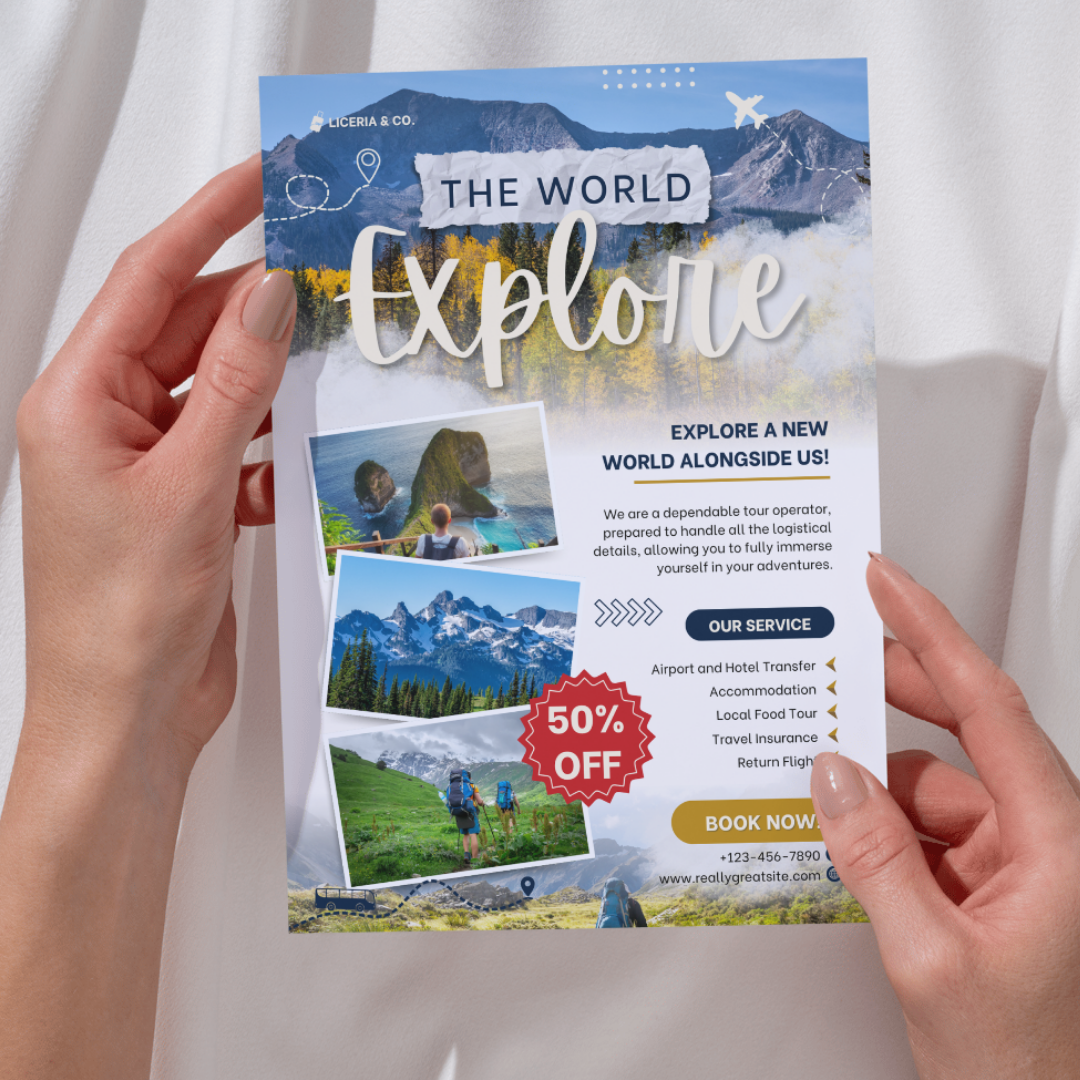 LICERIA & CO.
THE WORLD
Explore
EXPLORE A NEW
WORLD ALONGSIDE US!
We are a dependable tour operator,
prepared to handle all the logistical
details, allowing you to fully immerse
yourself in your adventures.
OUR SERVICE
Airport and Hotel Transfer
Accommodation
Local Food Tour
Travel Insurance
Return Fligh
50%
OFF
BOOK NOW!
+123-456-7890
www.reallygreatsite.com